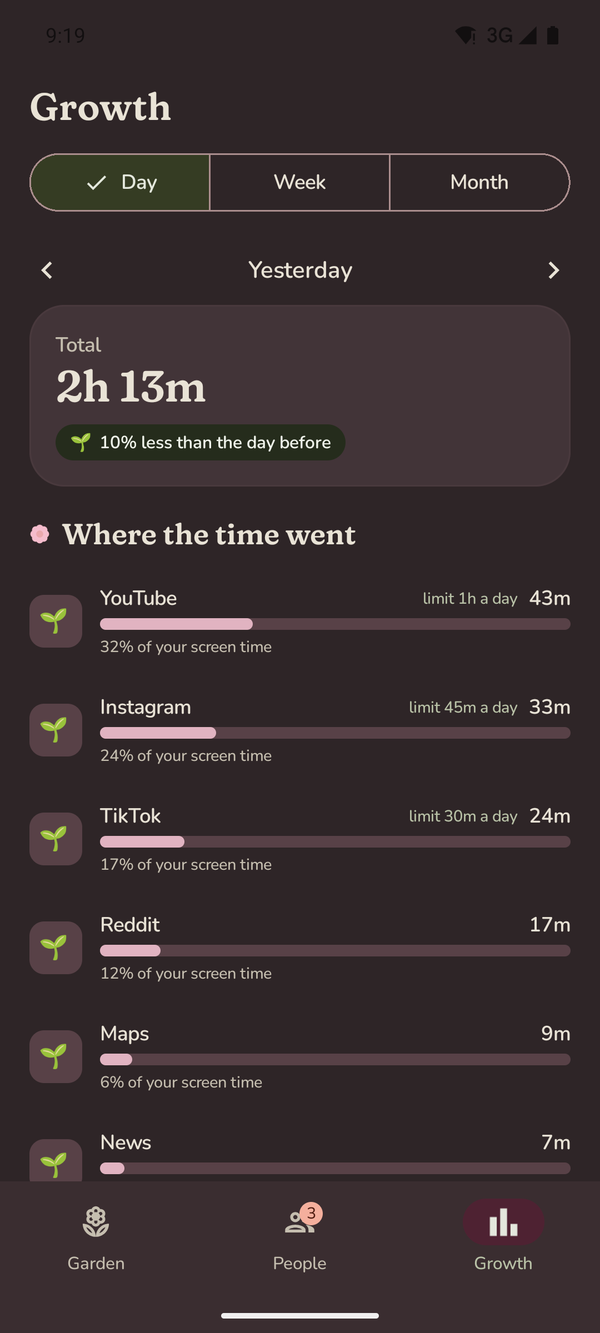 9:19
3G
Growth
Day
Week
Month
Yesterday
Total
2h 13m
10% less than the day before
Where the time went
YouTube
limit 1h a day 43m
32% of your screen time
Instagram
limit 45m a day 33m
24% of your screen time
TikTok
limit 30m a day 24m
17% of your screen time
Reddit
17m
12% of your screen time
Maps
9m
6% of your screen time
News
7m
3
Garden
People
Growth